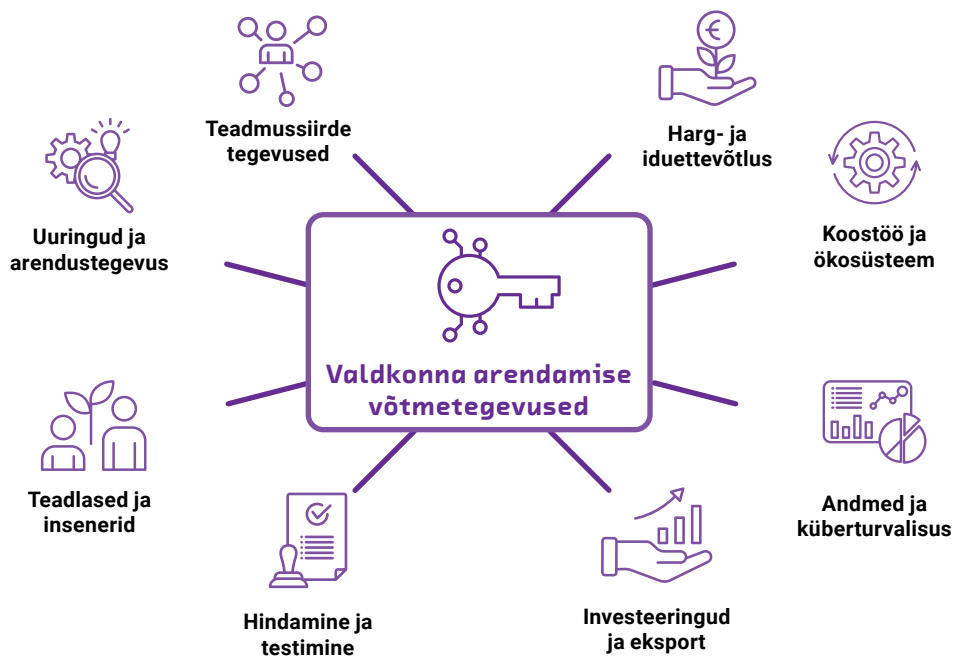 Teadmussiirde
tegevused
Harg- ja
iduettevõtlus
Uuringud ja
arendustegevus
Koostöö ja
ökosüsteem
Valdkonna arendamise
võtmetegevused
Teadlased ja
insenerid
Andmed ja
küberturvalisus
Hindamine ja
testimine
Investeeringud
ja eksport